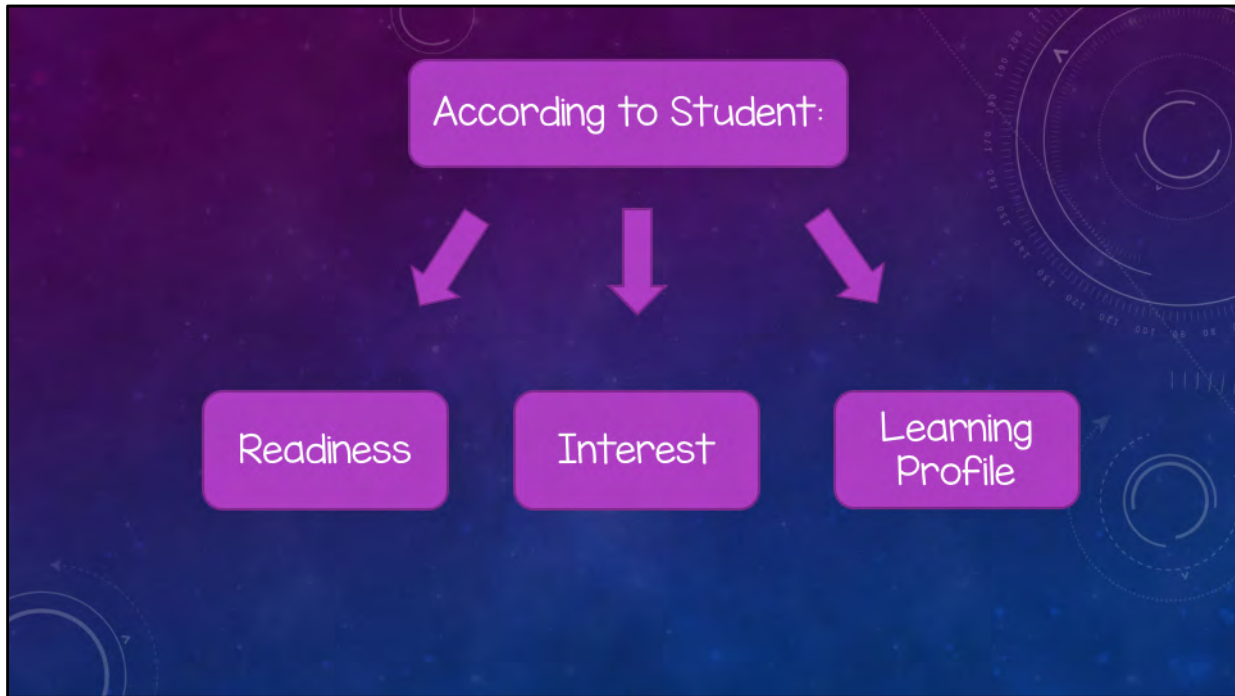 According to Student:
Readiness
Interest
Learning
Profile